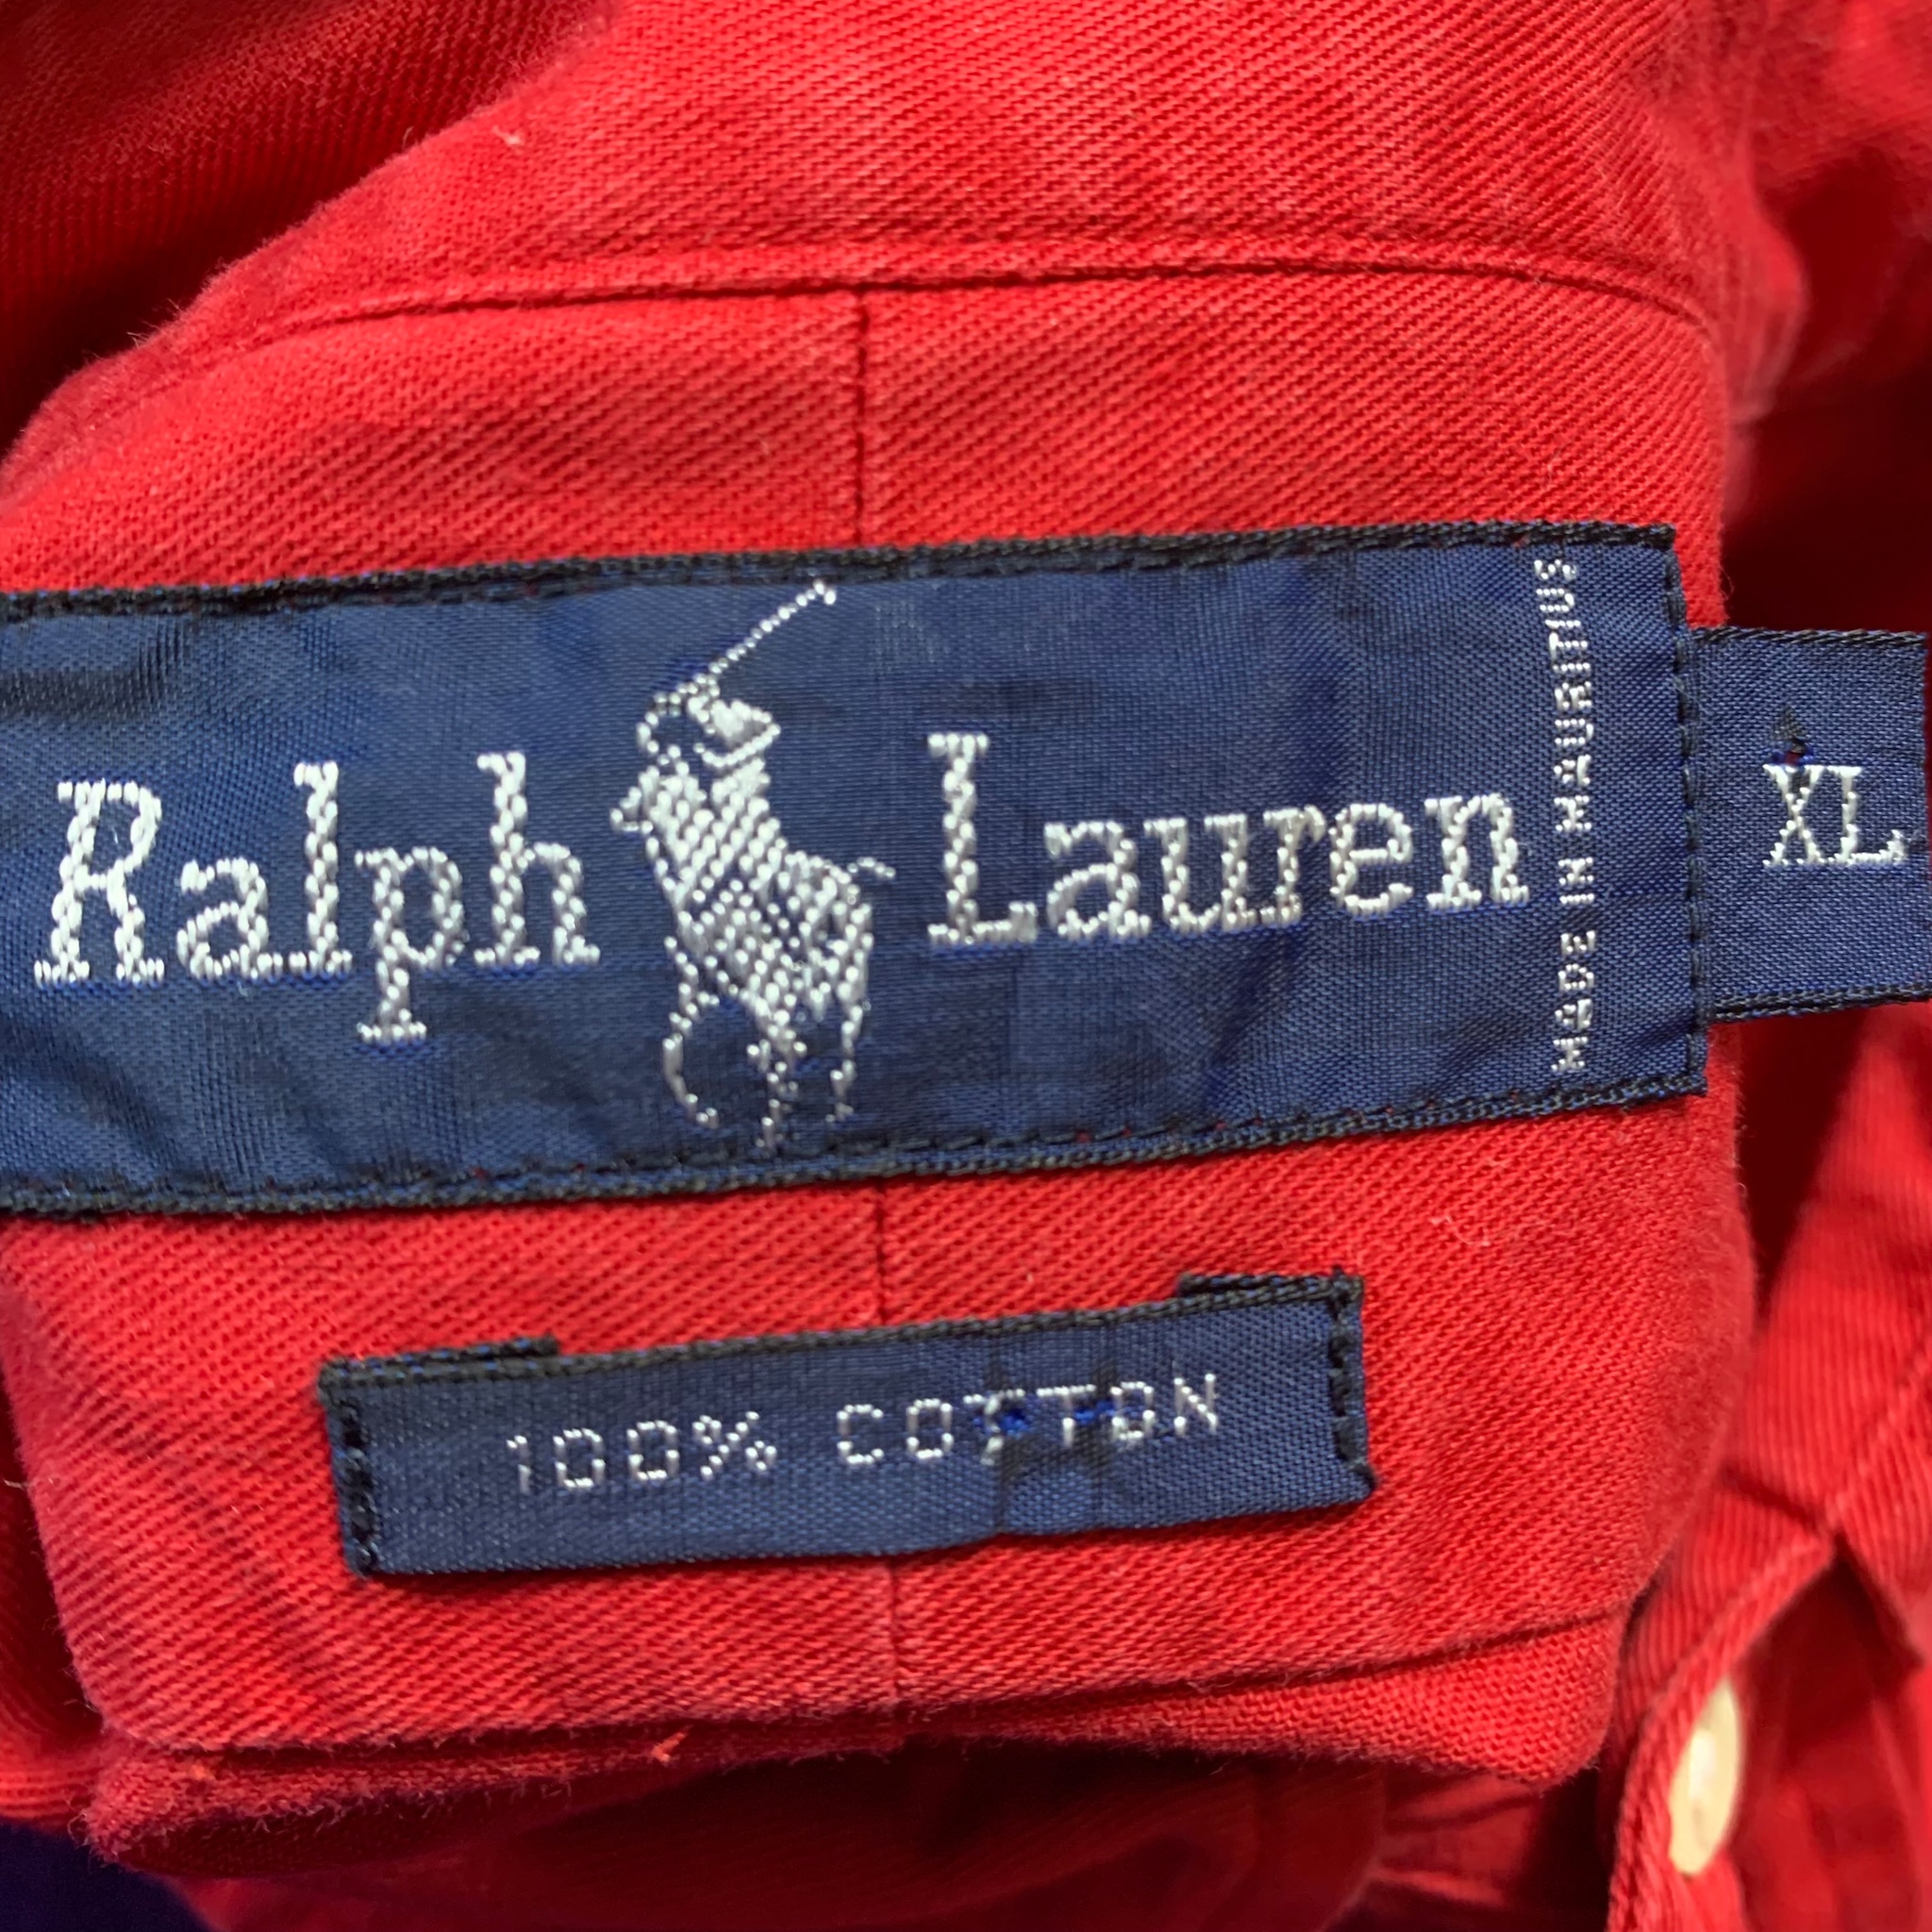 Ralph Lauren
MADE IN MAURITIUS
XL
100% COTTON